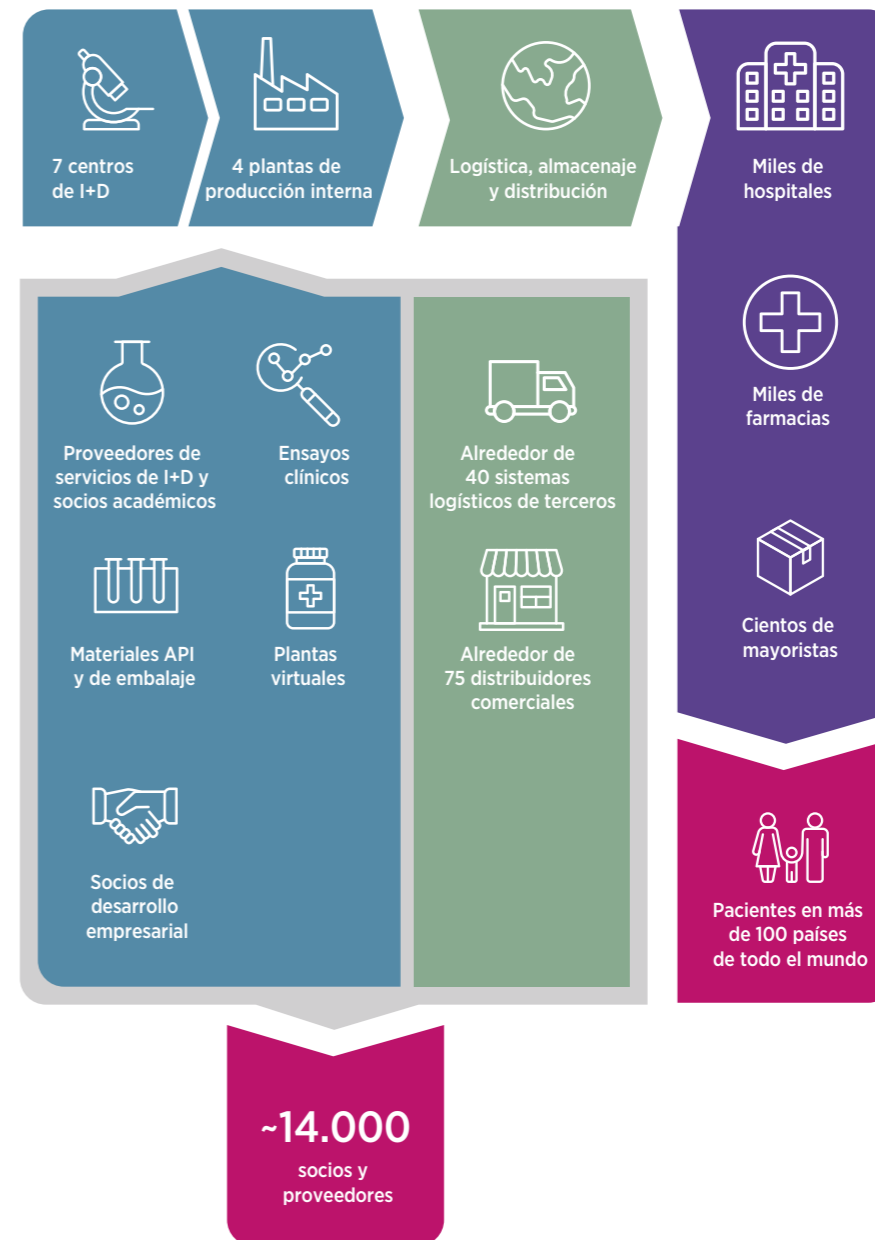 7 centros
de I+D
4 plantas de
producción interna
Logística, almacenaje
y distribución
Miles de
hospitales
Proveedores de
servicios de I+D y
socios académicos
Ensayos
clínicos
Alrededor de
40 sistemas
logísticos de terceros
Miles de
farmacias
Materiales API
y de embalaje
Plantas
virtuales
Alrededor de
75 distribuidores
comerciales
Cientos de
mayoristas
Socios de
desarrollo
empresarial
Pacientes en más
de 100 países
de todo el mundo
~14.000
socios y
proveedores